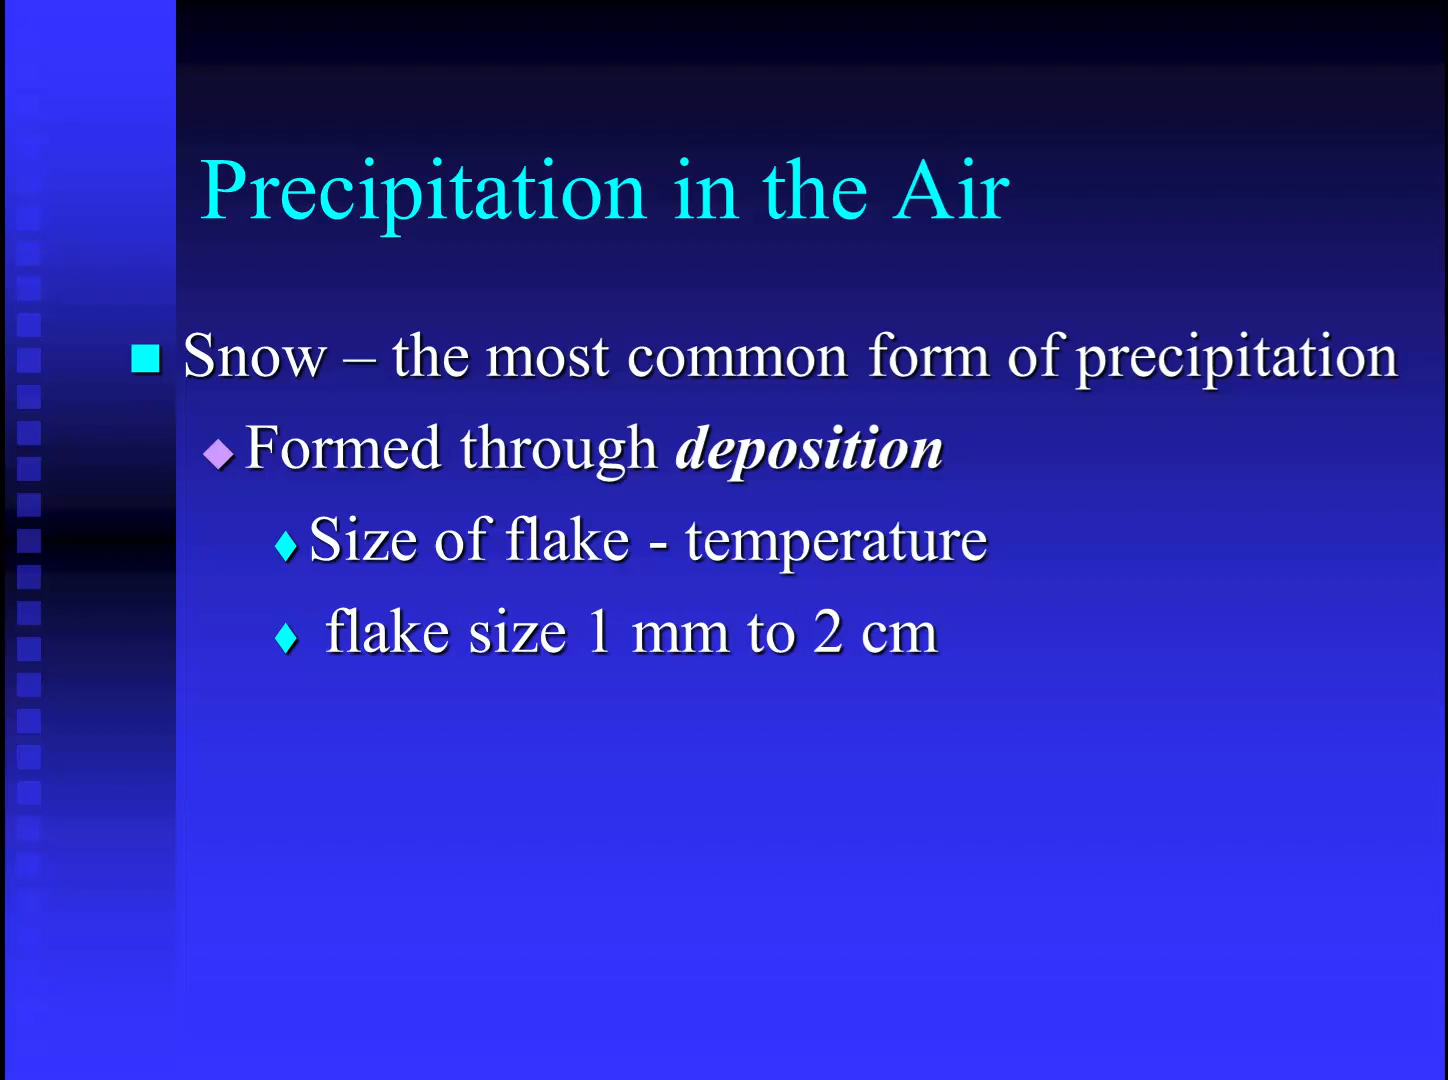 Precipitation in the Air
Snow – the most common form of precipitation
Formed through deposition
Size of flake - temperature
flake size 1 mm to 2 cm